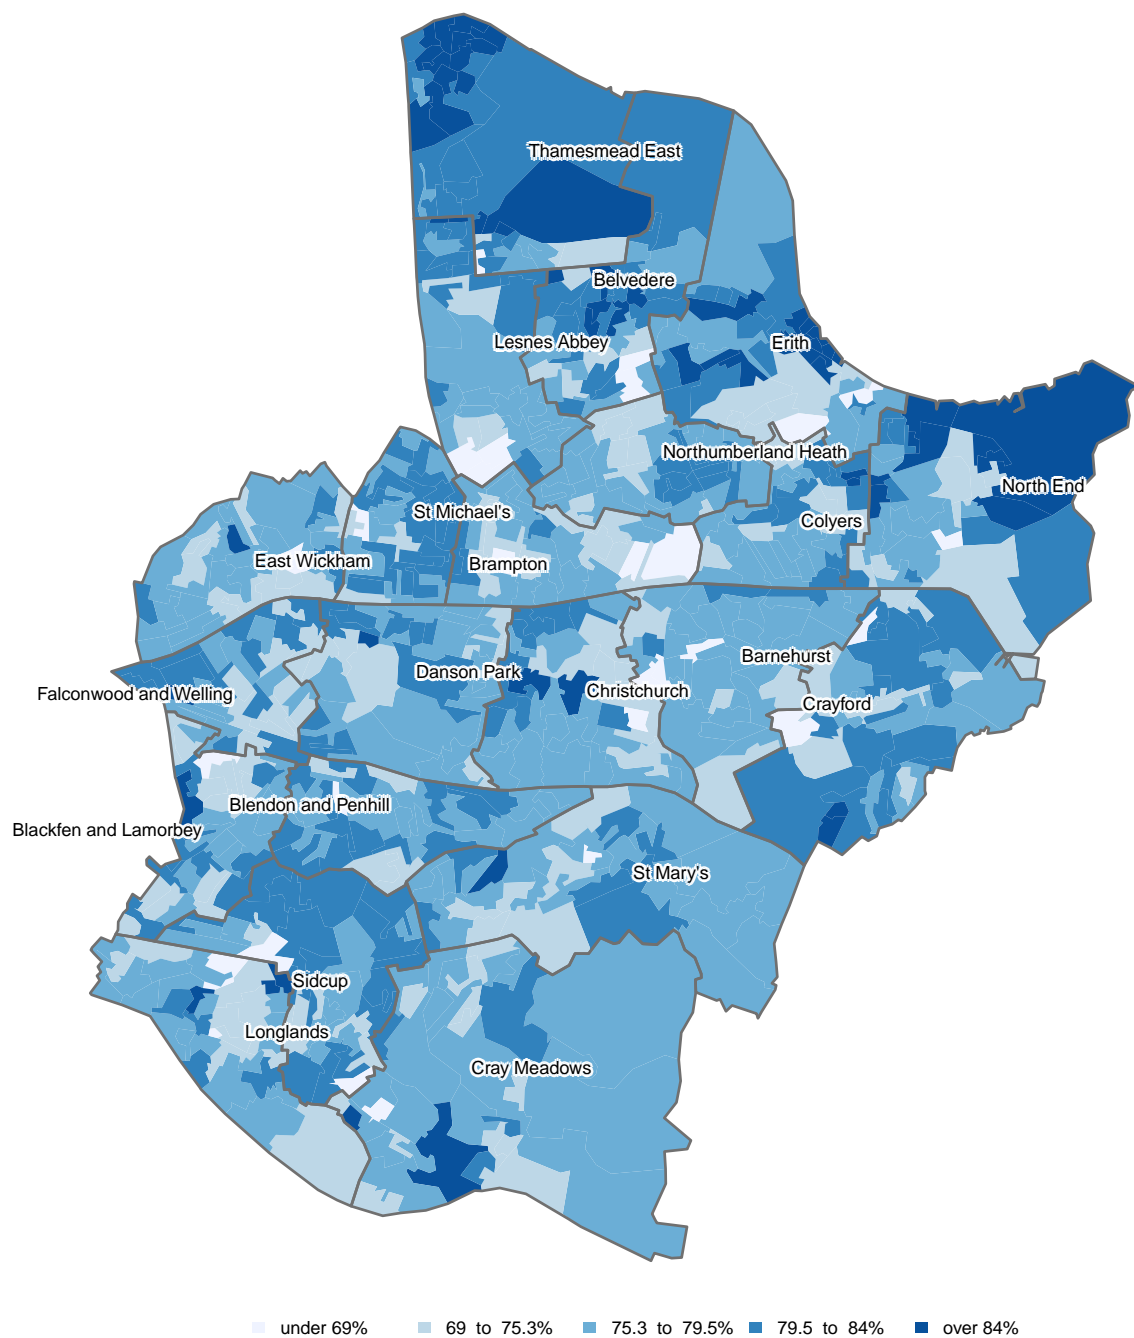 Thamesmead East
Belvedere
Lesnes Abbey
Erith
Northumberland Heath
North End
St Michael's
Colyers
East Wickham
Brampton
Barnehurst
Danson Park
Falconwood and Welling
Christchurch
Crayford
Blendon and Penhill
Blackfen and Lamorbey
St Mary's
Sidcup
Longlands
Cray Meadows
under 69% 69 to 75.3% 75.3 to 79.5% 79.5 to 84% over 84%